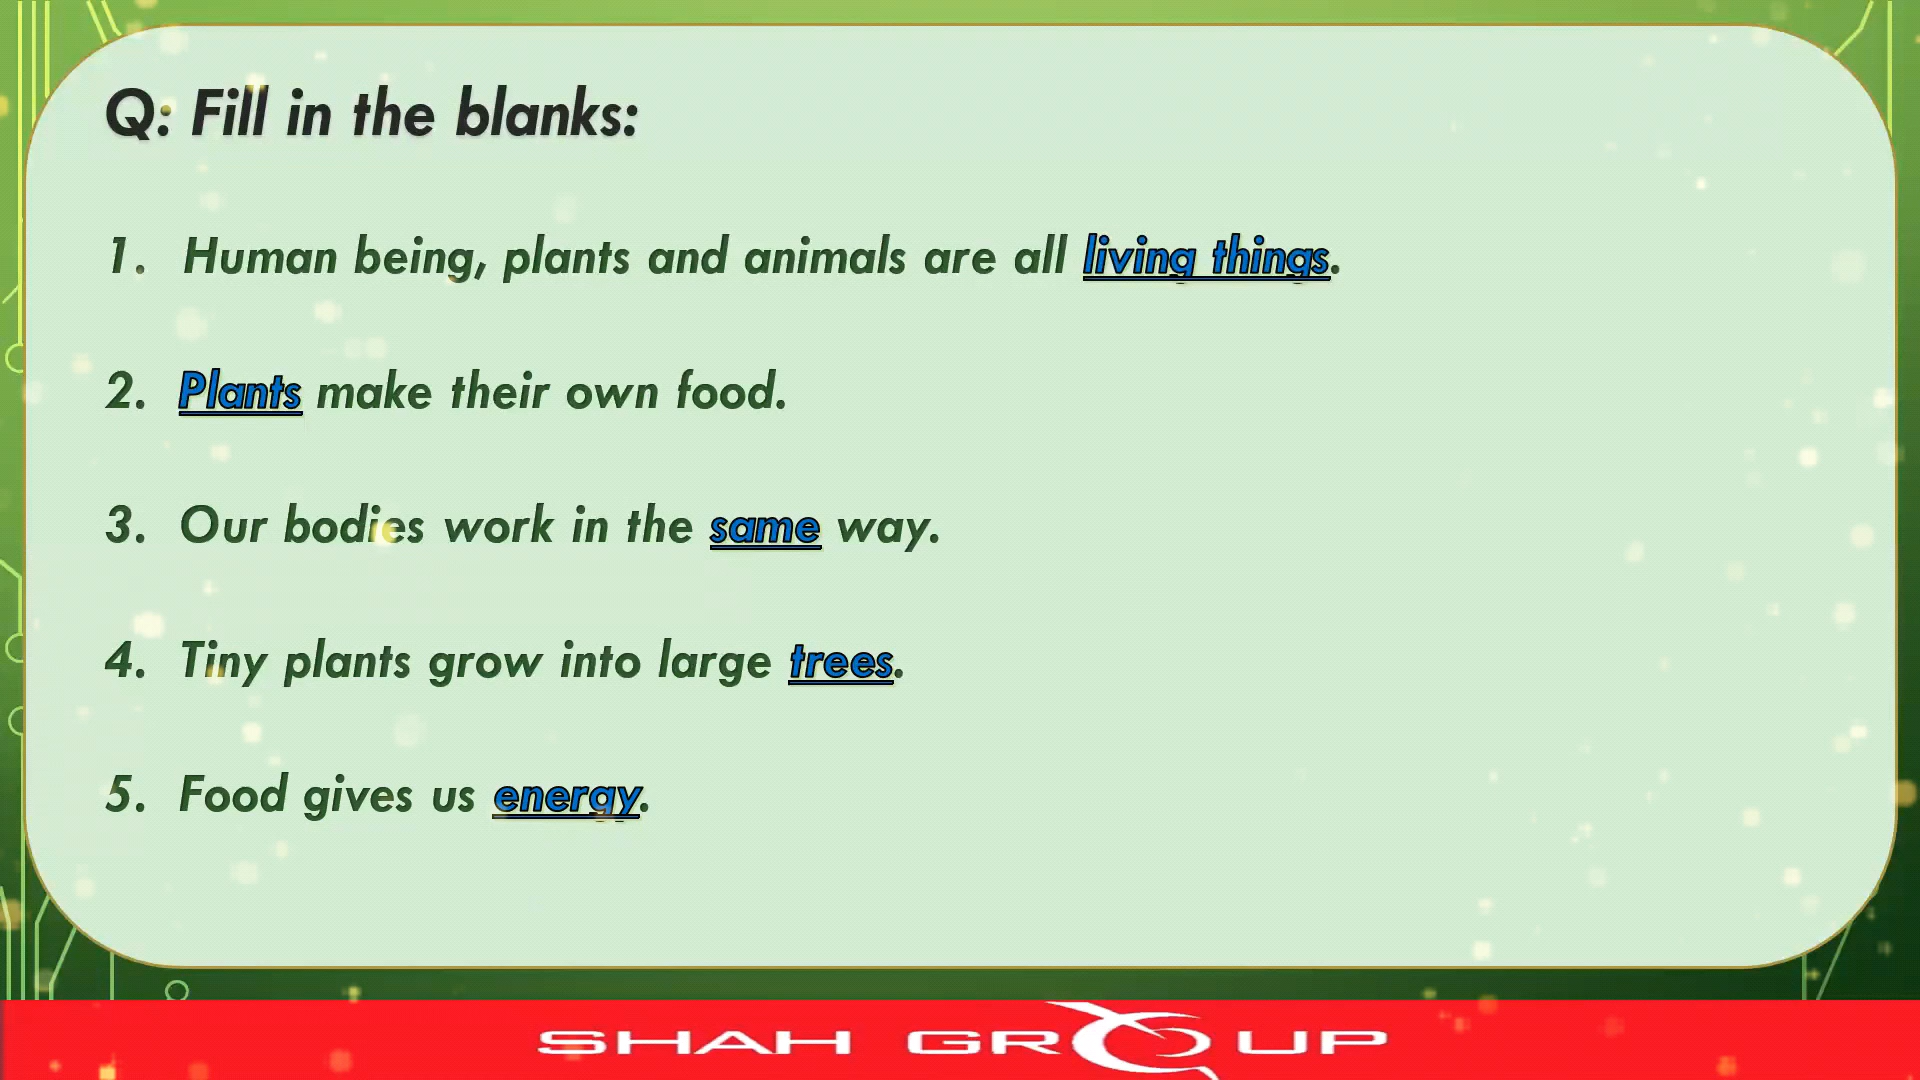 Q: Fill in the blanks:
1. Human being, plants and animals are all living things.
2. Plants make their own food.
3. Our bodies work in the same way.
4. Tiny plants grow into large trees.
5. Food gives us energy.
SHAH GROUP